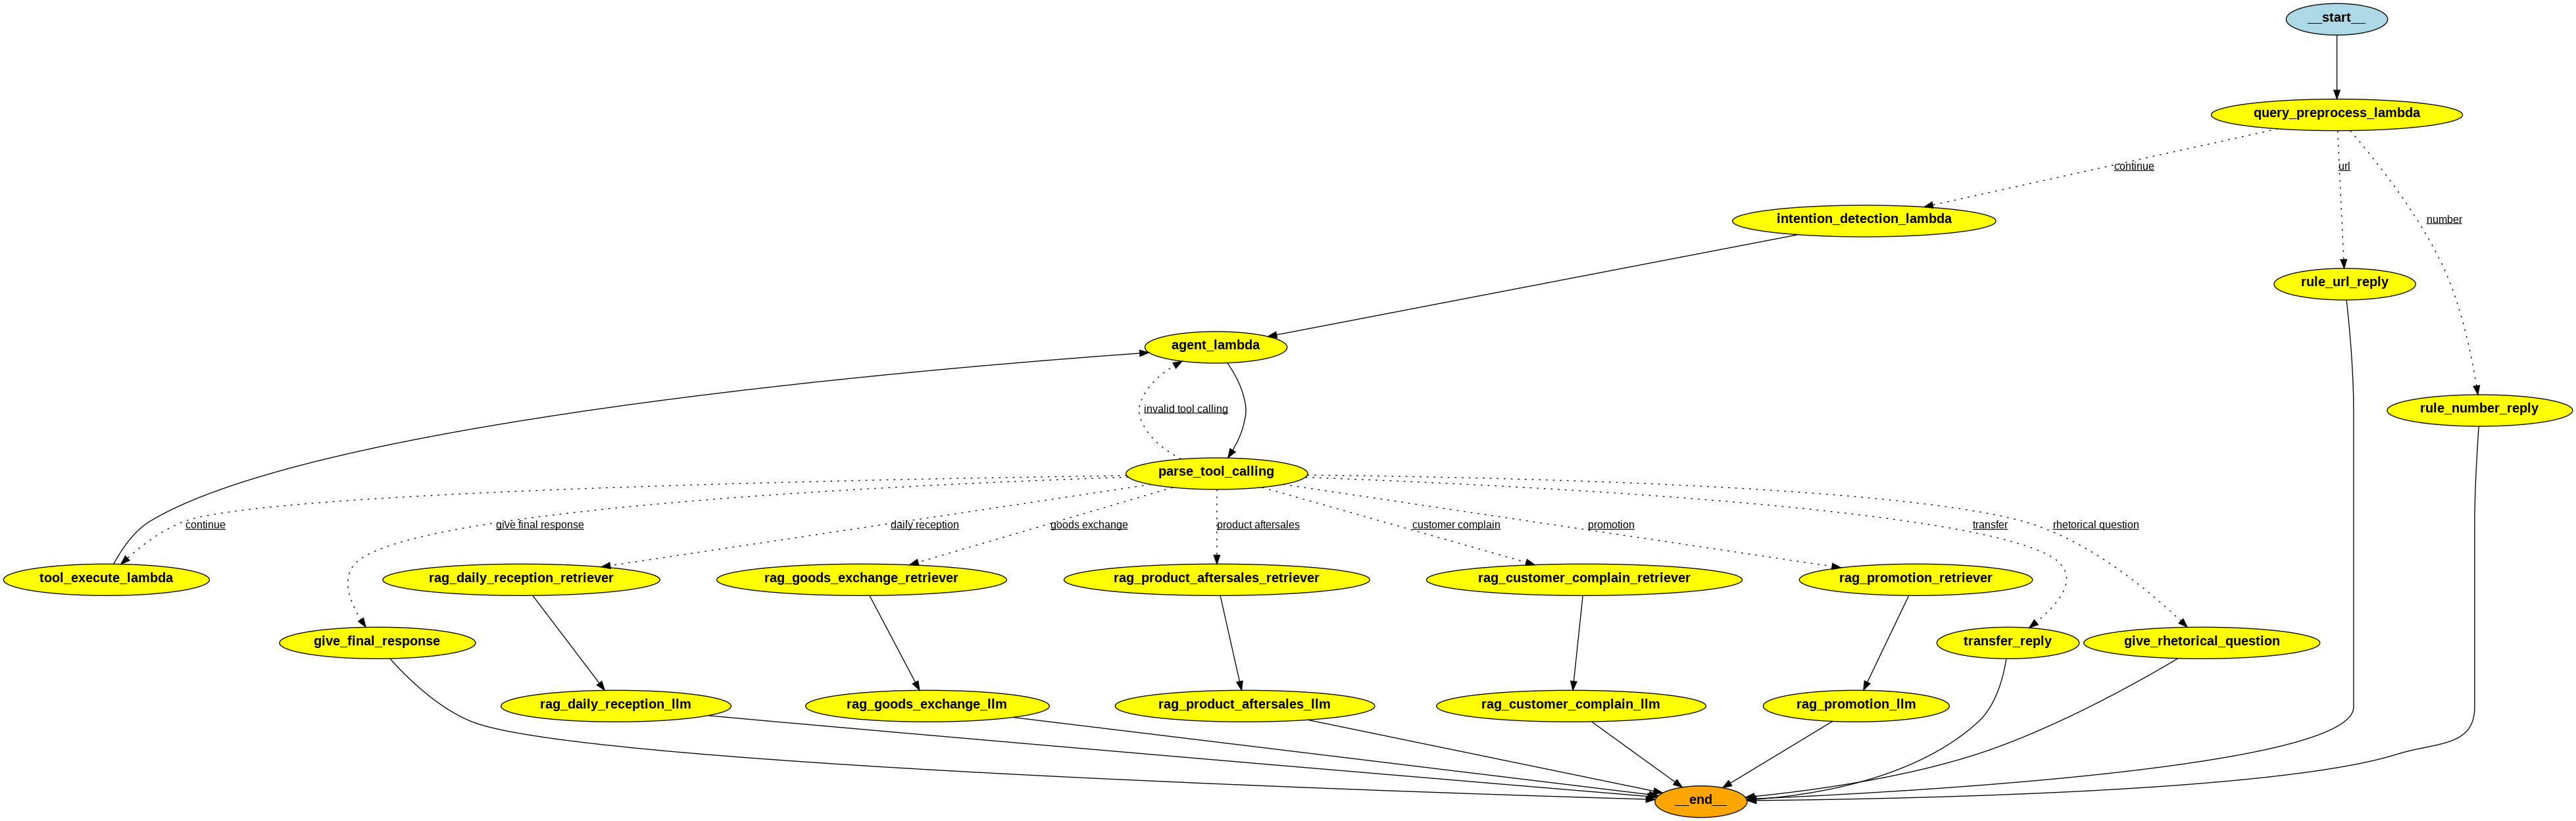 __start__
query_preprocess_lambda
continue
url
number
intention_detection_lambda
rule_url_reply
agent_lambda
invalid tool calling
rule_number_reply
parse_tool_calling
continue
give final response
daily reception
goods exchange
product aftersales
customer complain
promotion
transfer
rhetorical question
tool_execute_lambda
rag_daily_reception_retriever
rag_goods_exchange_retriever
rag_product_aftersales_retriever
rag_customer_complain_retriever
rag_promotion_retriever
give_final_response
transfer_reply
give_rhetorical_question
rag_daily_reception_llm
rag_goods_exchange_llm
rag_product_aftersales_llm
rag_customer_complain_llm
rag_promotion_llm
__end__